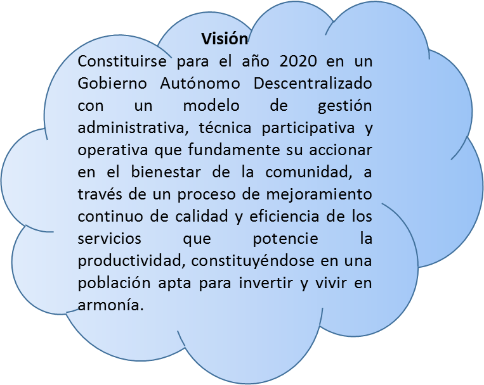 Visión
Constituirse para el año 2020 en un
Gobierno Autónomo Descentralizado
con un modelo de gestión
administrativa, técnica participativa y
operativa que fundamente su accionar
en el bienestar de la comunidad, a
través de un proceso de mejoramiento
continuo de calidad y eficiencia de los
servicios que potencie la
productividad, constituyéndose en una
población apta para invertir y vivir en
armonía.